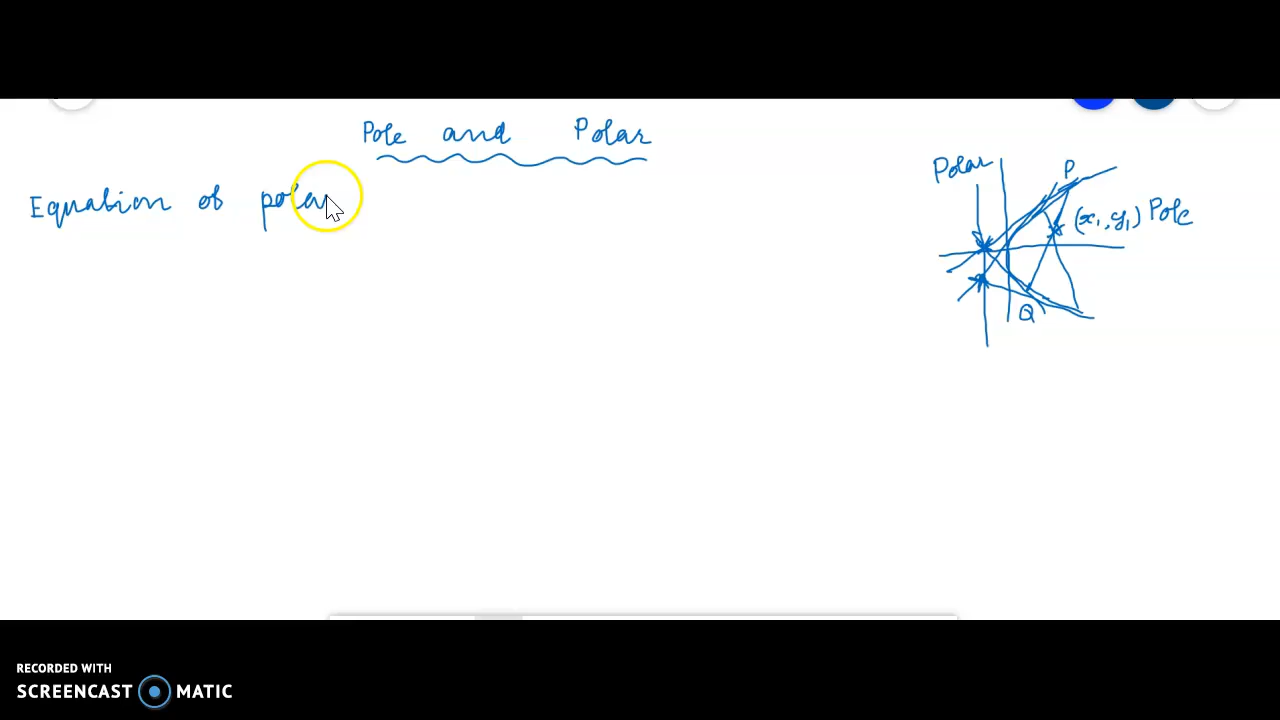 Pole and Polar
Equation of polar
Polar
P
(x₁, y₁) Pole
Q
RECORDED WITH
SCREENCAST MATIC